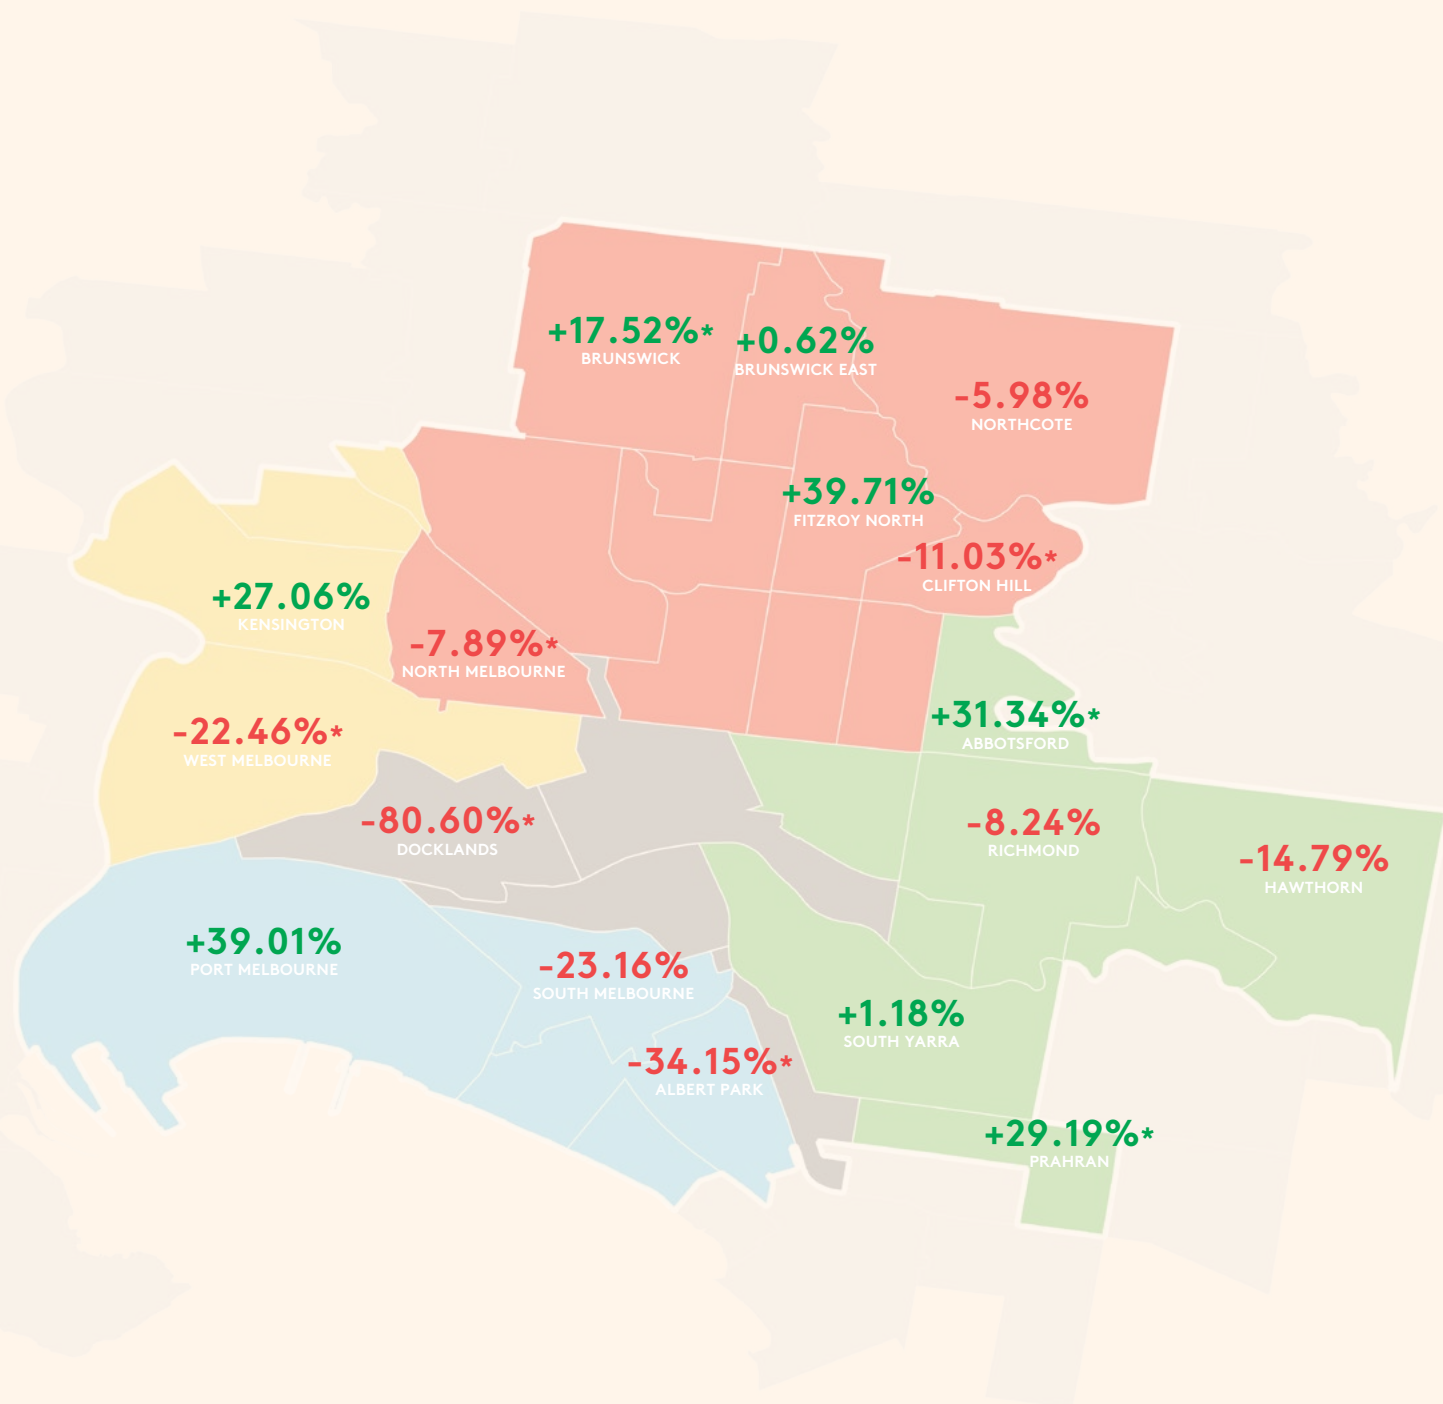 +17.52%*
BRUNSWICK
+0.62%
BRUNSWICK EAST
-5.98%
NORTHCOTE
+39.71%
FITZROY NORTH
-11.03%*
CLIFTON HILL
+27.06%
KENSINGTON
-7.89%*
NORTH MELBOURNE
-22.46%*
WEST MELBOURNE
+31.34%*
ABBOTSFORD
-80.60%*
DOCKLANDS
-8.24%
RICHMOND
-14.79%
HAWTHORN
+39.01%
PORT MELBOURNE
-23.16%
SOUTH MELBOURNE
+1.18%
SOUTH YARRA
-34.15%*
ALBERT PARK
+29.19%*
PRAHRAN